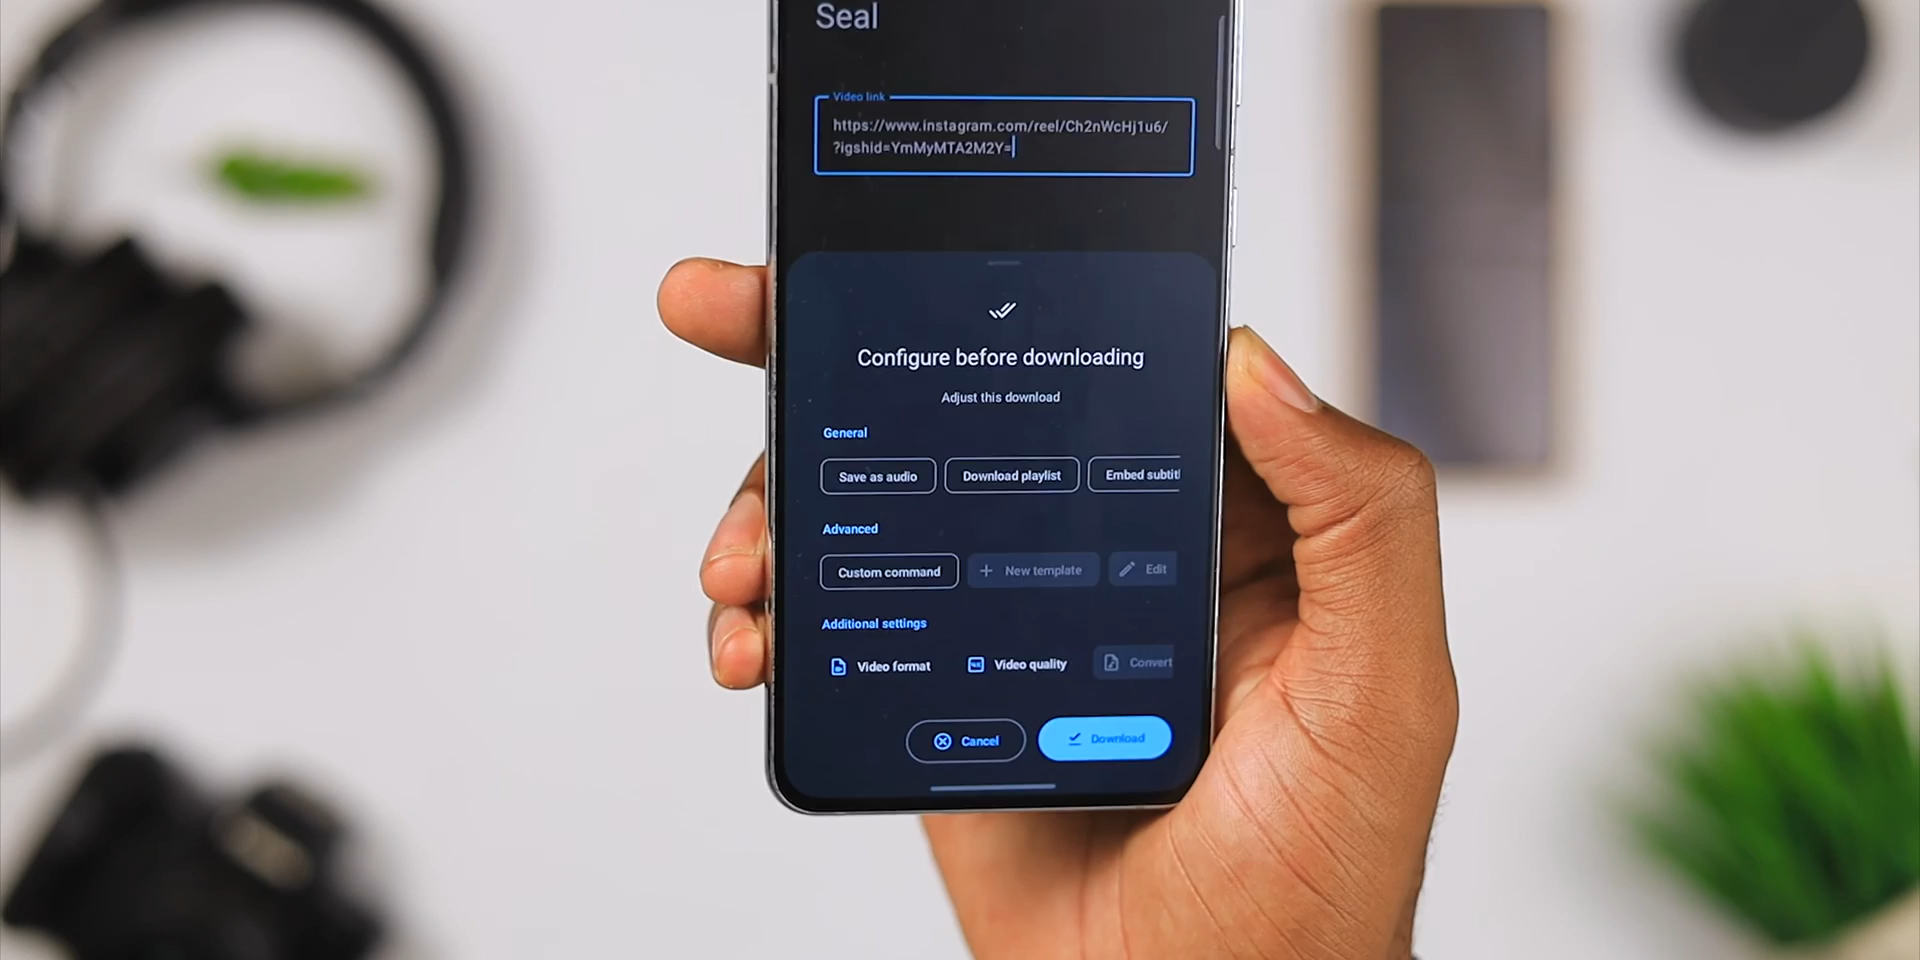 Seal
Video link
https://www.instagram.com/reel/Ch2nWcHj1u6/
?igshid=YmMyMTA2M2Y=
Configure before downloading
Adjust this download
General
Save as audio Download playlist Embed subtitl
Advanced
Custom command New template Edit
Additional settings
Video format Video quality Convert
Cancel Download